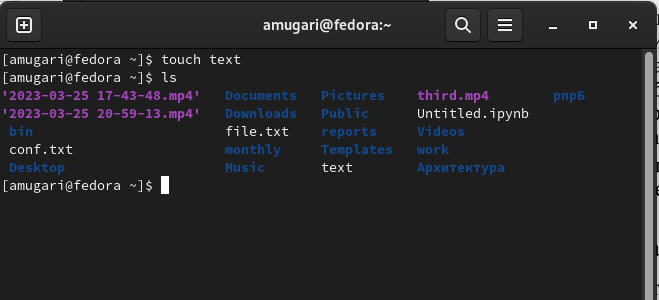 amugari@fedora:~
[amugari@fedora ~]$ touch text
[amugari@fedora ~]$ ls
'2023-03-25 17-43-48.mp4' Documents Pictures third.mp4 рпрБ
'2023-03-25 20-59-13.mp4' Downloads Public Untitled.ipynb
bin file.txt reports Videos
conf.txt monthly Templates work
Desktop Music text Архитектура
[amugari@fedora ~]$